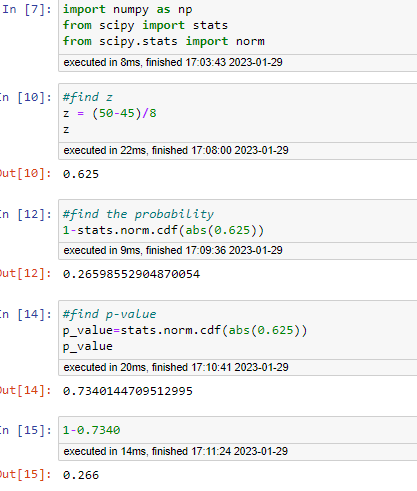 In [7]: import numpy as np
from scipy import stats
from scipy.stats import norm
executed in 8ms, finished 17:03:43 2023-01-29
In [10]: #find z
z = (50-45)/8
z
executed in 22ms, finished 17:08:00 2023-01-29
Out[10]: 0.625
In [12]: #find the probability
1-stats.norm.cdf(abs(0.625))
executed in 9ms, finished 17:09:36 2023-01-29
Out[12]: 0.26598552904870054
In [14]: #find p-value
p_value=stats.norm.cdf(abs(0.625))
p_value
executed in 20ms, finished 17:10:41 2023-01-29
Out[14]: 0.7340144709512995
In [15]: 1-0.7340
executed in 14ms, finished 17:11:24 2023-01-29
Out[15]: 0.266